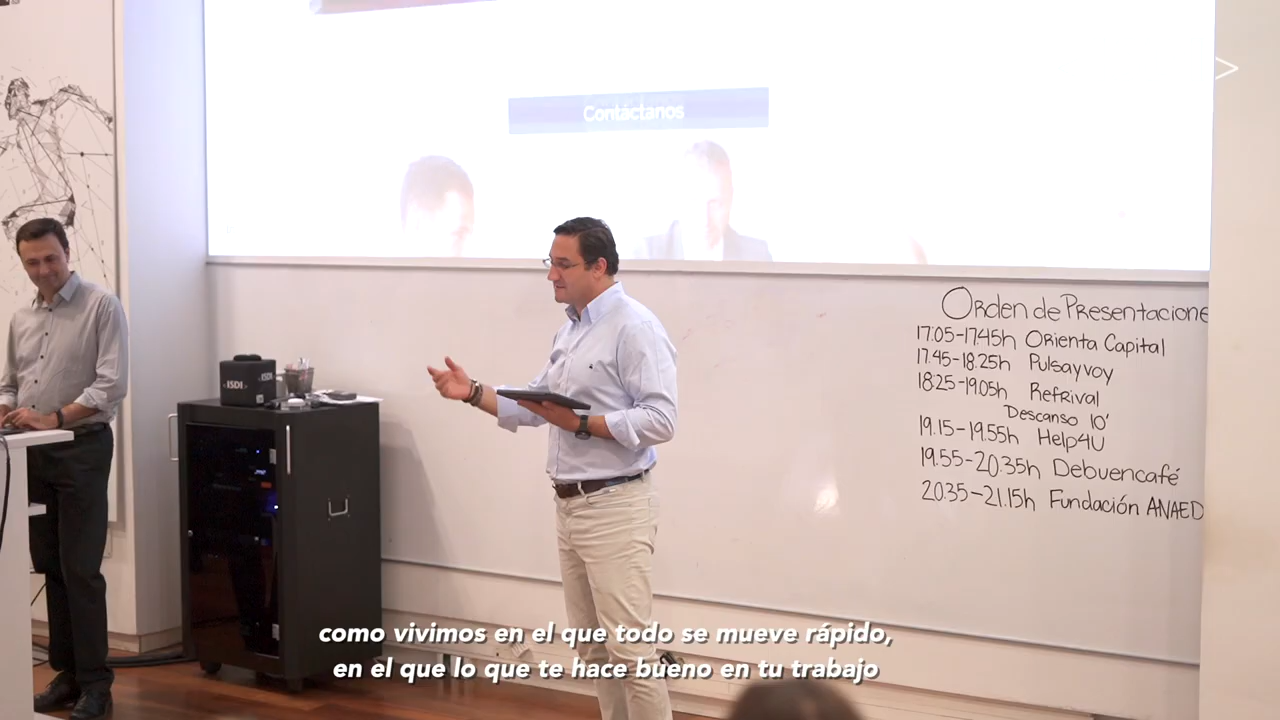 Contáctanos
>
Orden de Presentacione
17.05-17.45h Orienta Capital
17.45-18.25h Pulsayvoy
18.25-19.05h Refrival
Descanso 10'
19.15-19.55h Help4U
19.55-20.35h Debuencafé
20.35-21.15h Fundación ANAED
ISDI
ISDI
como vivimos en el que todo se mueve rápido,
en el que lo que te hace bueno en tu trabajo